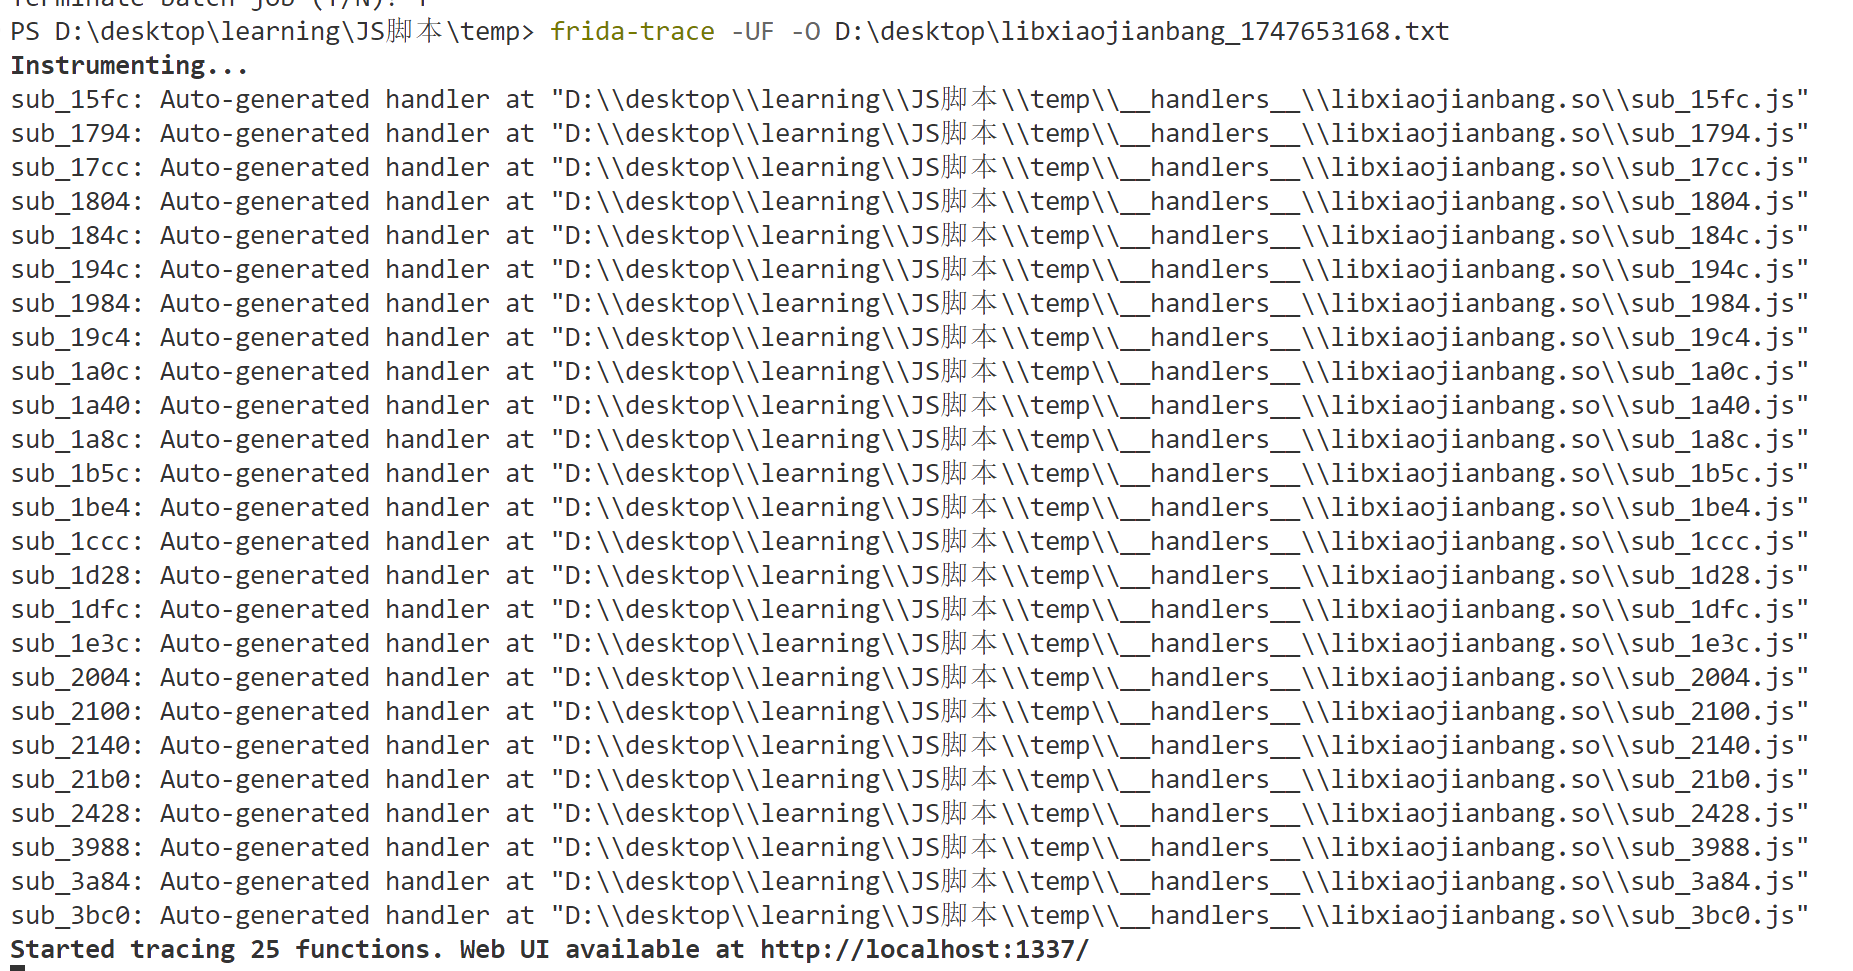 Terminate batch job (Y/N): Y
PS D:\desktop\learning\JS脚本\temp> frida-trace -UF -O D:\desktop\libxiaojianbang_1747653168.txt
Instrumenting...
sub_15fc: Auto-generated handler at "D:\\desktop\\learning\\JS脚本\\temp\\__handlers__\\libxiaojianbang.so\\sub_15fc.js"
sub_1794: Auto-generated handler at "D:\\desktop\\learning\\JS脚本\\temp\\__handlers__\\libxiaojianbang.so\\sub_1794.js"
sub_17cc: Auto-generated handler at "D:\\desktop\\learning\\JS脚本\\temp\\__handlers__\\libxiaojianbang.so\\sub_17cc.js"
sub_1804: Auto-generated handler at "D:\\desktop\\learning\\JS脚本\\temp\\__handlers__\\libxiaojianbang.so\\sub_1804.js"
sub_184c: Auto-generated handler at "D:\\desktop\\learning\\JS脚本\\temp\\__handlers__\\libxiaojianbang.so\\sub_184c.js"
sub_194c: Auto-generated handler at "D:\\desktop\\learning\\JS脚本\\temp\\__handlers__\\libxiaojianbang.so\\sub_194c.js"
sub_1984: Auto-generated handler at "D:\\desktop\\learning\\JS脚本\\temp\\__handlers__\\libxiaojianbang.so\\sub_1984.js"
sub_19c4: Auto-generated handler at "D:\\desktop\\learning\\JS脚本\\temp\\__handlers__\\libxiaojianbang.so\\sub_19c4.js"
sub_1a0c: Auto-generated handler at "D:\\desktop\\learning\\JS脚本\\temp\\__handlers__\\libxiaojianbang.so\\sub_1a0c.js"
sub_1a40: Auto-generated handler at "D:\\desktop\\learning\\JS脚本\\temp\\__handlers__\\libxiaojianbang.so\\sub_1a40.js"
sub_1a8c: Auto-generated handler at "D:\\desktop\\learning\\JS脚本\\temp\\__handlers__\\libxiaojianbang.so\\sub_1a8c.js"
sub_1b5c: Auto-generated handler at "D:\\desktop\\learning\\JS脚本\\temp\\__handlers__\\libxiaojianbang.so\\sub_1b5c.js"
sub_1be4: Auto-generated handler at "D:\\desktop\\learning\\JS脚本\\temp\\__handlers__\\libxiaojianbang.so\\sub_1be4.js"
sub_1ccc: Auto-generated handler at "D:\\desktop\\learning\\JS脚本\\temp\\__handlers__\\libxiaojianbang.so\\sub_1ccc.js"
sub_1d28: Auto-generated handler at "D:\\desktop\\learning\\JS脚本\\temp\\__handlers__\\libxiaojianbang.so\\sub_1d28.js"
sub_1dfc: Auto-generated handler at "D:\\desktop\\learning\\JS脚本\\temp\\__handlers__\\libxiaojianbang.so\\sub_1dfc.js"
sub_1e3c: Auto-generated handler at "D:\\desktop\\learning\\JS脚本\\temp\\__handlers__\\libxiaojianbang.so\\sub_1e3c.js"
sub_2004: Auto-generated handler at "D:\\desktop\\learning\\JS脚本\\temp\\__handlers__\\libxiaojianbang.so\\sub_2004.js"
sub_2100: Auto-generated handler at "D:\\desktop\\learning\\JS脚本\\temp\\__handlers__\\libxiaojianbang.so\\sub_2100.js"
sub_2140: Auto-generated handler at "D:\\desktop\\learning\\JS脚本\\temp\\__handlers__\\libxiaojianbang.so\\sub_2140.js"
sub_21b0: Auto-generated handler at "D:\\desktop\\learning\\JS脚本\\temp\\__handlers__\\libxiaojianbang.so\\sub_21b0.js"
sub_2428: Auto-generated handler at "D:\\desktop\\learning\\JS脚本\\temp\\__handlers__\\libxiaojianbang.so\\sub_2428.js"
sub_3988: Auto-generated handler at "D:\\desktop\\learning\\JS脚本\\temp\\__handlers__\\libxiaojianbang.so\\sub_3988.js"
sub_3a84: Auto-generated handler at "D:\\desktop\\learning\\JS脚本\\temp\\__handlers__\\libxiaojianbang.so\\sub_3a84.js"
sub_3bc0: Auto-generated handler at "D:\\desktop\\learning\\JS脚本\\temp\\__handlers__\\libxiaojianbang.so\\sub_3bc0.js"
Started tracing 25 functions. Web UI available at http://localhost:1337/